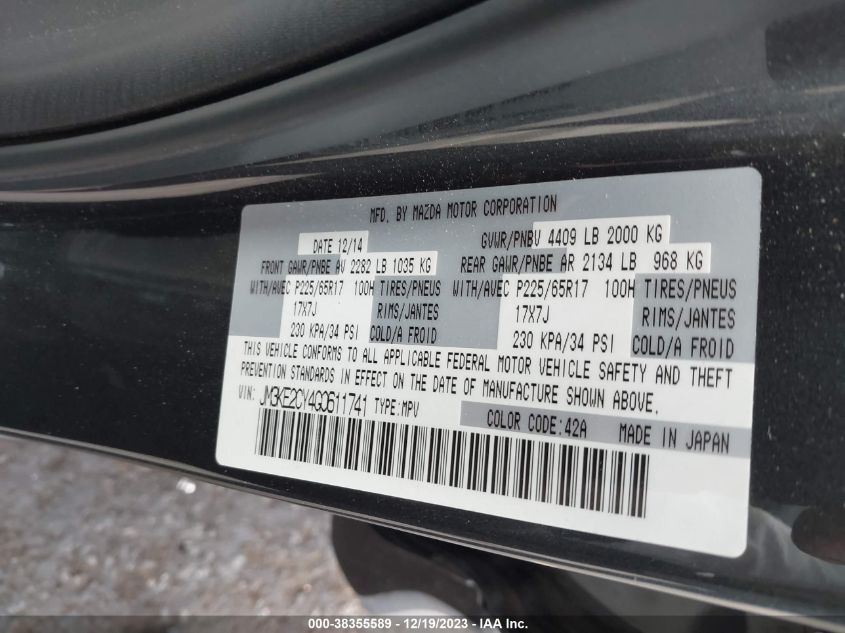 MFD. BY MAZDA MOTOR CORPORATION
DATE 12/14 GVWR/PNBV 4409 LB 2000 KG
FRONT GAWR/PNBE AV 2282 LB 1035 KG REAR GAWR/PNBE AR 2134 LB 968 KG
WITH/AVEC P225/65R17 100H TIRES/PNEUS WITH/AVEC P225/65R17 100H TIRES/PNEUS
17X7J RIMS/JANTES 17X7J RIMS/JANTES
230 KPA/34 PSI COLD/A FROID 230 KPA/34 PSI COLD/A FROID
THIS VEHICLE CONFORMS TO ALL APPLICABLE FEDERAL MOTOR VEHICLE SAFETY AND THEFT
PREVENTION STANDARDS IN EFFECT ON THE DATE OF MANUFACTURE SHOWN ABOVE.
VIN: JM3KE2CY4G0611741 TYPE:MPV
COLOR CODE:42A MADE IN JAPAN
000-38355589 - 12/19/2023 - IAA Inc.